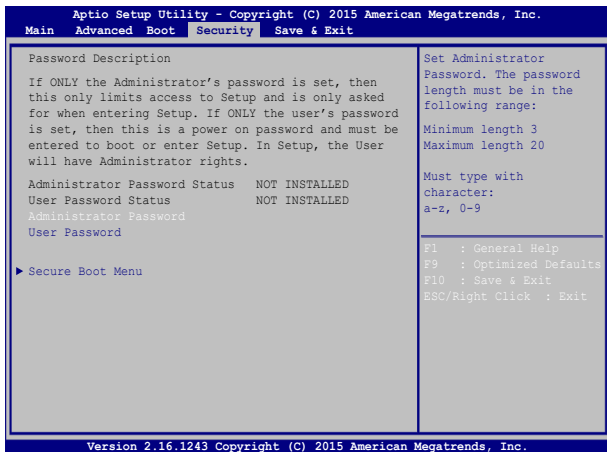 Aptio Setup Utility - Copyright (C) 2015 American Megatrends, Inc.
Main Advanced Boot Security Save & Exit
Password Description
If ONLY the Administrator's password is set, then
this only limits access to Setup and is only asked
for when entering Setup. If ONLY the user's password
is set, then this is a power on password and must be
entered to boot or enter Setup. In Setup, the User
will have Administrator rights.
Administrator Password Status NOT INSTALLED
User Password Status NOT INSTALLED
Administrator Password
User Password
Secure Boot Menu
Set Administrator
Password. The password
length must be in the
following range:
Minimum length 3
Maximum length 20
Must type with
character:
a-z, 0-9
F1 : General Help
F9 : Optimized Defaults
F10 : Save & Exit
ESC/Right Click : Exit
Version 2.16.1243 Copyright (C) 2015 American Megatrends, Inc.